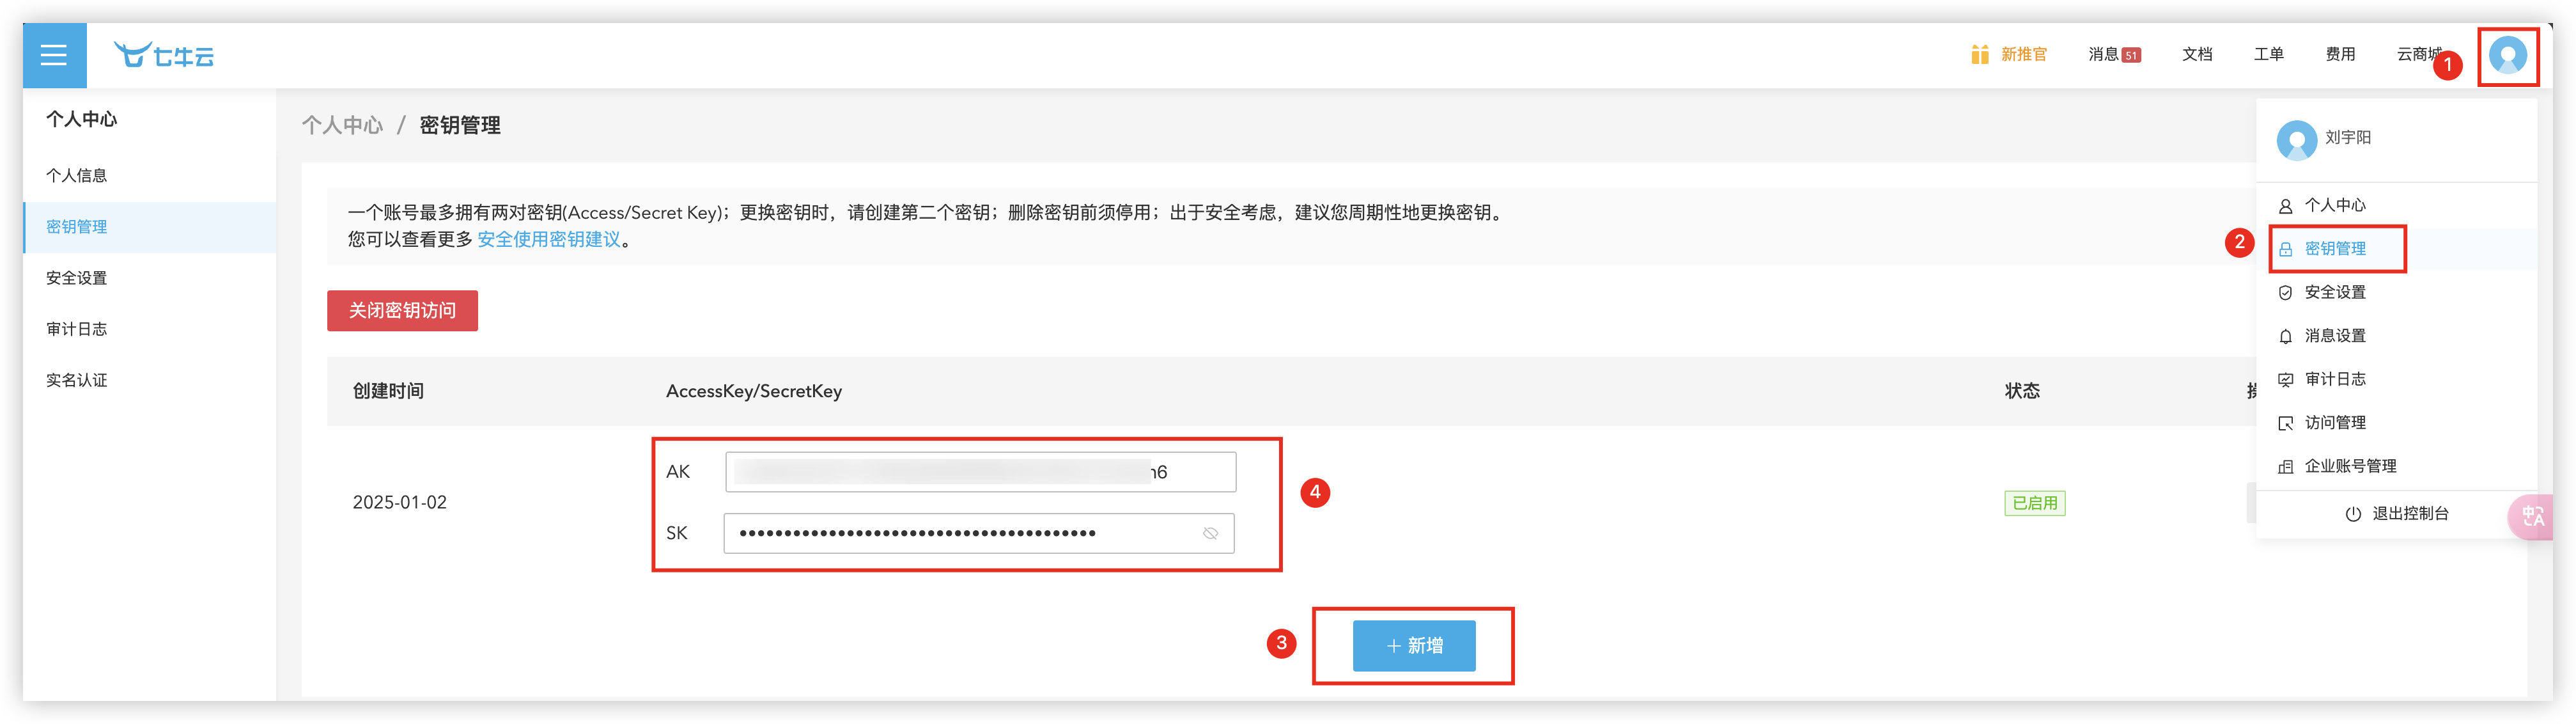 七牛云
新推官
消息 51
文档
工单
费用
云商城
1
个人中心
个人信息
密钥管理
安全设置
审计日志
实名认证
个人中心 / 密钥管理
一个账号最多拥有两对密钥(Access/Secret Key)；更换密钥时，请创建第二个密钥；删除密钥前须停用；出于安全考虑，建议您周期性地更换密钥。
您可以查看更多 安全使用密钥建议。
关闭密钥访问
创建时间
AccessKey/SecretKey
状态
2025-01-02
AK
6
SK
4
已启用
3
+ 新增
刘宇阳
个人中心
2
密钥管理
安全设置
消息设置
审计日志
访问管理
企业账号管理
退出控制台
中A